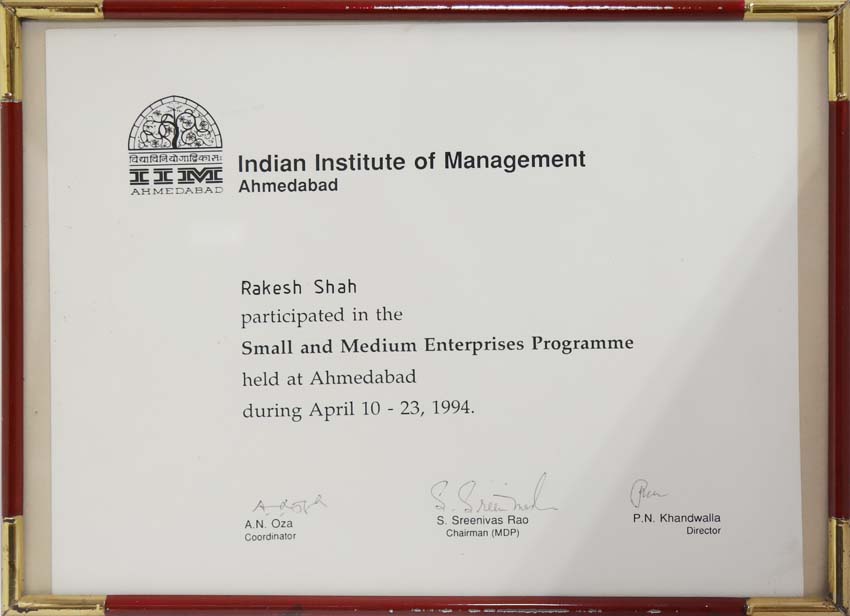 विद्याविनियोगाद्विकासः
IIM
AHMEDABAD
Indian Institute of Management
Ahmedabad
Rakesh Shah
participated in the
Small and Medium Enterprises Programme
held at Ahmedabad
during April 10 - 23, 1994.
S. Sreenivas
A.N. Oza
Coordinator
S. Sreenivas Rao
Chairman (MDP)
P.N. Khandwalla
Director